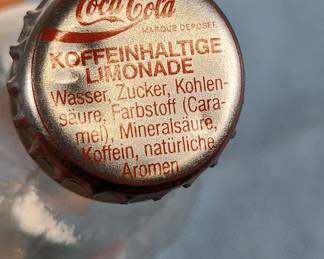 Coca-Cola
MARQUE DEPOSEE
KOFFEINHALTIGE
LIMONADE
Wasser, Zucker, Kohlen-
säure, Farbstoff (Cara-
mel), Mineralsäure,
Koffein, natürliche
Aromen